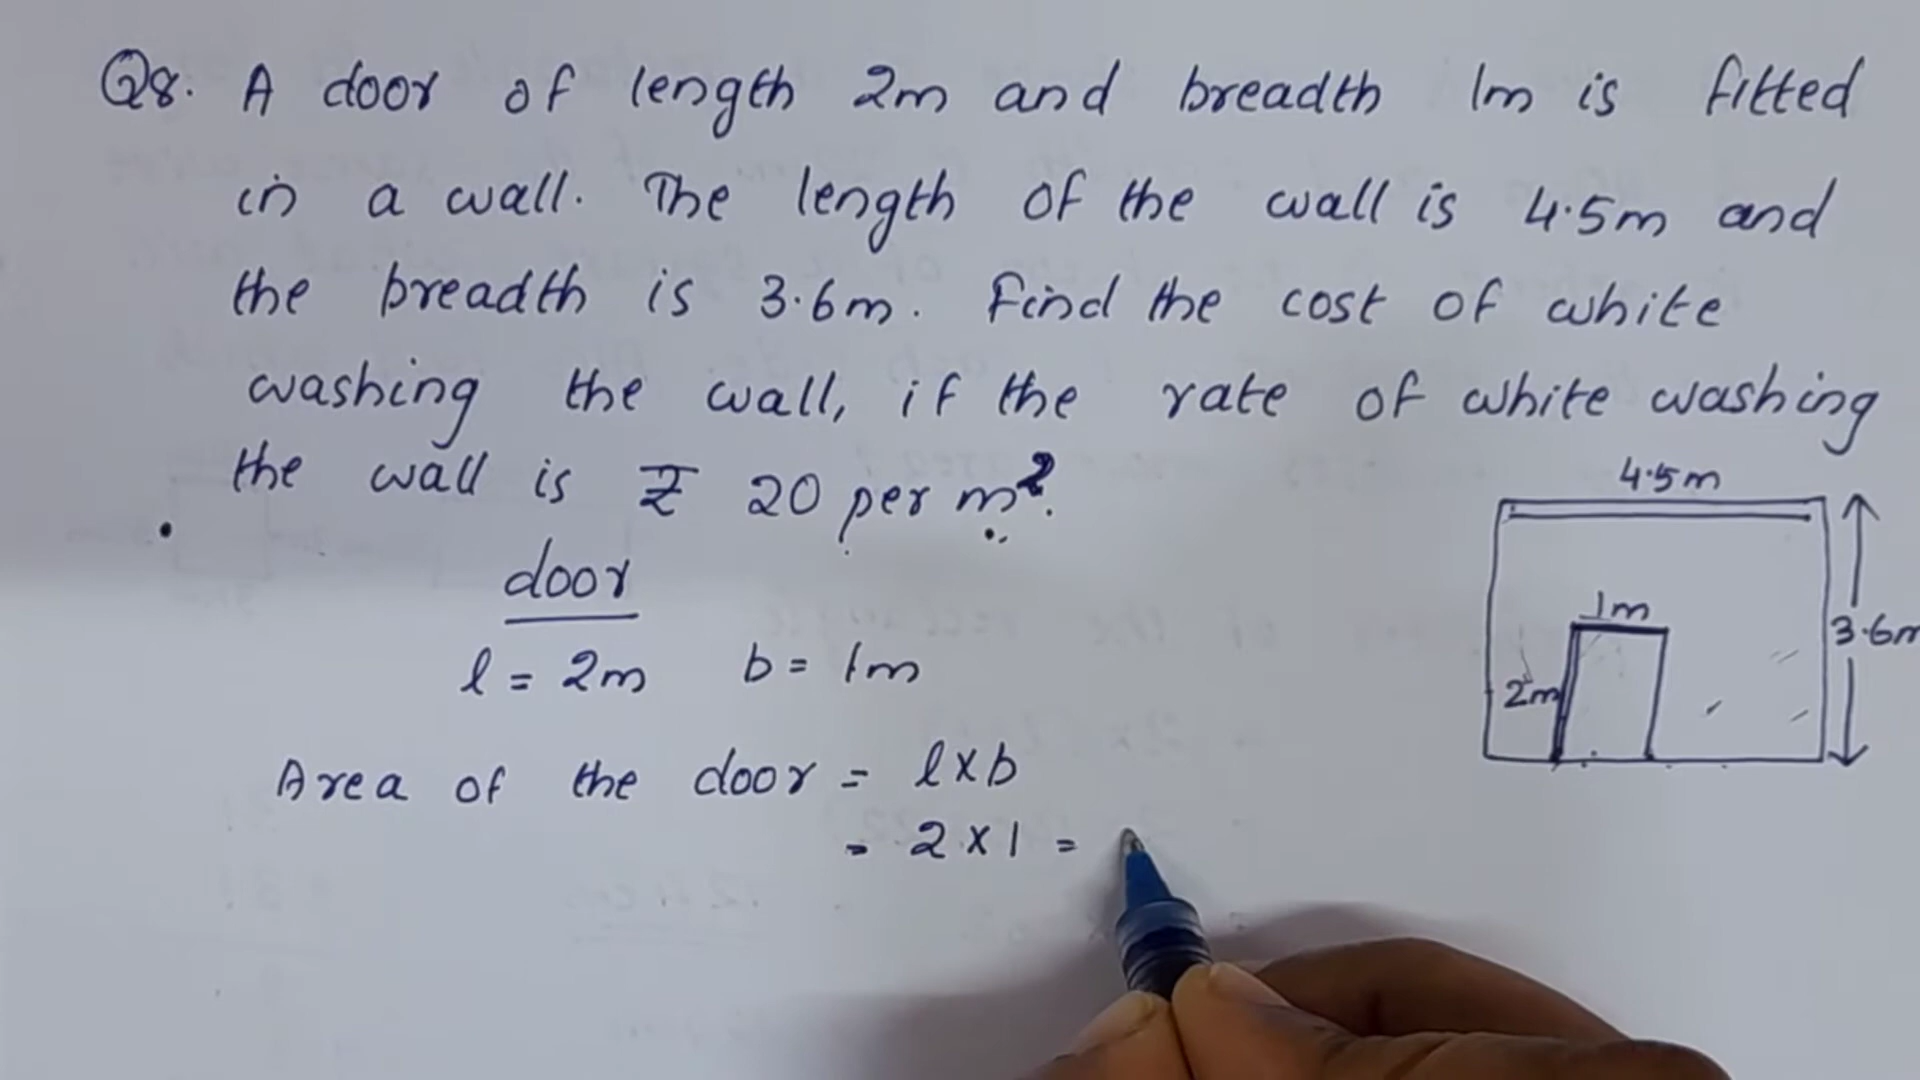 Q8. A door of length 2m and breadth 1m is fitted
in a wall. The length of the wall is 4.5m and
the breadth is 3.6m. Find the cost of white
washing the wall, if the rate of white washing
the wall is ₹ 20 per m².
door
l = 2m b = 1m
Area of the door = l×b
= 2×1 =
4.5m
1m
3.6m
2m